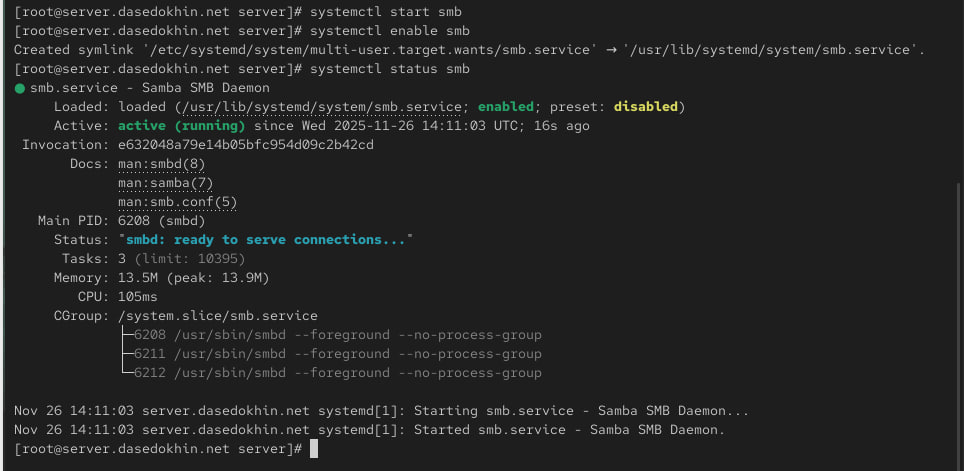 [root@server.dasedokhin.net server]# systemctl start smb
[root@server.dasedokhin.net server]# systemctl enable smb
Created symlink '/etc/systemd/system/multi-user.target.wants/smb.service' → '/usr/lib/systemd/system/smb.service'.
[root@server.dasedokhin.net server]# systemctl status smb
● smb.service - Samba SMB Daemon
     Loaded: loaded (/usr/lib/systemd/system/smb.service; enabled; preset: disabled)
     Active: active (running) since Wed 2025-11-26 14:11:03 UTC; 16s ago
 Invocation: e632048a79e14b05bfc954d09c2b42cd
       Docs: man:smbd(8)
             man:samba(7)
             man:smb.conf(5)
   Main PID: 6208 (smbd)
     Status: "smbd: ready to serve connections..."
      Tasks: 3 (limit: 10395)
     Memory: 13.5M (peak: 13.9M)
        CPU: 105ms
     CGroup: /system.slice/smb.service
             ├─6208 /usr/sbin/smbd --foreground --no-process-group
             ├─6211 /usr/sbin/smbd --foreground --no-process-group
             └─6212 /usr/sbin/smbd --foreground --no-process-group

Nov 26 14:11:03 server.dasedokhin.net systemd[1]: Starting smb.service - Samba SMB Daemon...
Nov 26 14:11:03 server.dasedokhin.net systemd[1]: Started smb.service - Samba SMB Daemon.
[root@server.dasedokhin.net server]#